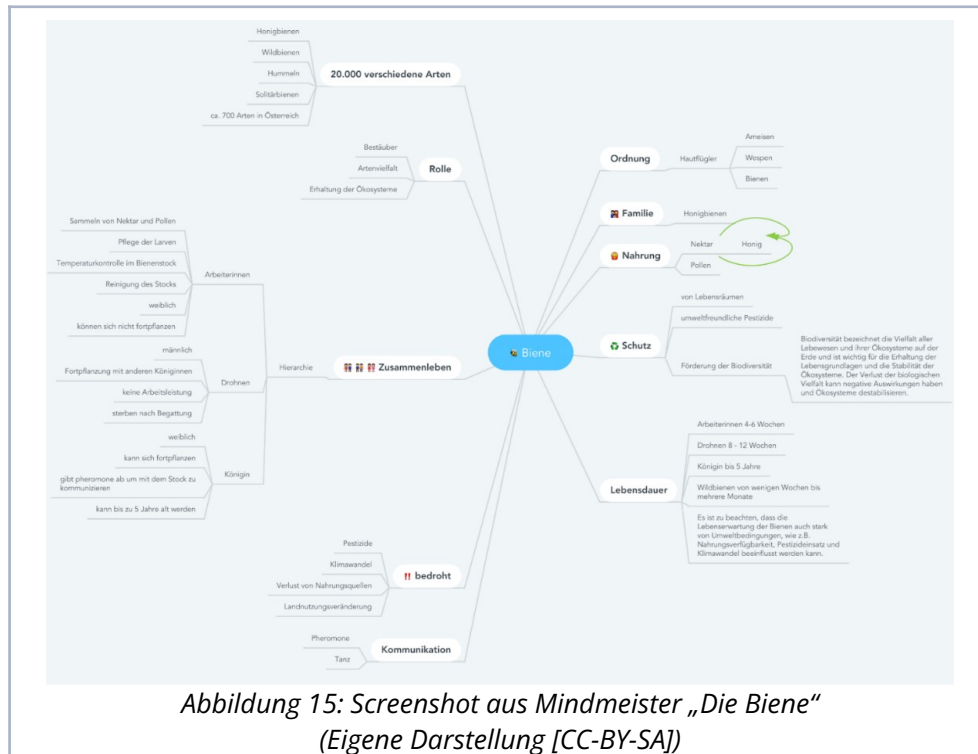 Honigbienen
Wildbienen
Hummeln
Solitärbienen
ca. 700 Arten in Österreich
20.000 verschiedene Arten
Bestäuber
Artenvielfalt
Erhaltung der Ökosysteme
Rolle
Sammeln von Nektar und Pollen
Pflege der Larven
Temperaturkontrolle im Bienenstock
Reinigung des Stocks
weiblich
können sich nicht fortpflanzen
Arbeiterinnen
männlich
Fortpflanzung mit anderen Königinnen
keine Arbeitsleistung
sterben nach Begattung
Drohnen
weiblich
kann sich fortpflanzen
gibt pheromone ab um mit dem Stock zu
kommunizieren
kann bis zu 5 Jahre alt werden
Königin
Hierarchie
Zusammenleben
Pestizide
Klimawandel
Verlust von Nahrungsquellen
Landnutzungsveränderung
!! bedroht
Pheromone
Tanz
Kommunikation
Biene
Ordnung
Hautflügler
Ameisen
Wespen
Bienen
Familie
Honigbienen
Nahrung
Nektar
Honig
Pollen
Schutz
von Lebensräumen
umweltfreundliche Pestizide
Förderung der Biodiversität
Biodiversität bezeichnet die Vielfalt aller
Lebewesen und ihrer Ökosysteme auf der
Erde und ist wichtig für die Erhaltung der
Lebensgrundlagen und die Stabilität der
Ökosysteme. Der Verlust der biologischen
Vielfalt kann negative Auswirkungen haben
und Ökosysteme destabilisieren.
Lebensdauer
Arbeiterinnen 4-6 Wochen
Drohnen 8 - 12 Wochen
Königin bis 5 Jahre
Wildbienen von wenigen Wochen bis
mehrere Monate
Es ist zu beachten, dass die
Lebenserwartung der Bienen auch stark
von Umweltbedingungen, wie z.B.
Nahrungsverfügbarkeit, Pestizideinsatz und
Klimawandel beeinflusst werden kann.
Abbildung 15: Screenshot aus Mindmeister „Die Biene“
(Eigene Darstellung [CC-BY-SA])